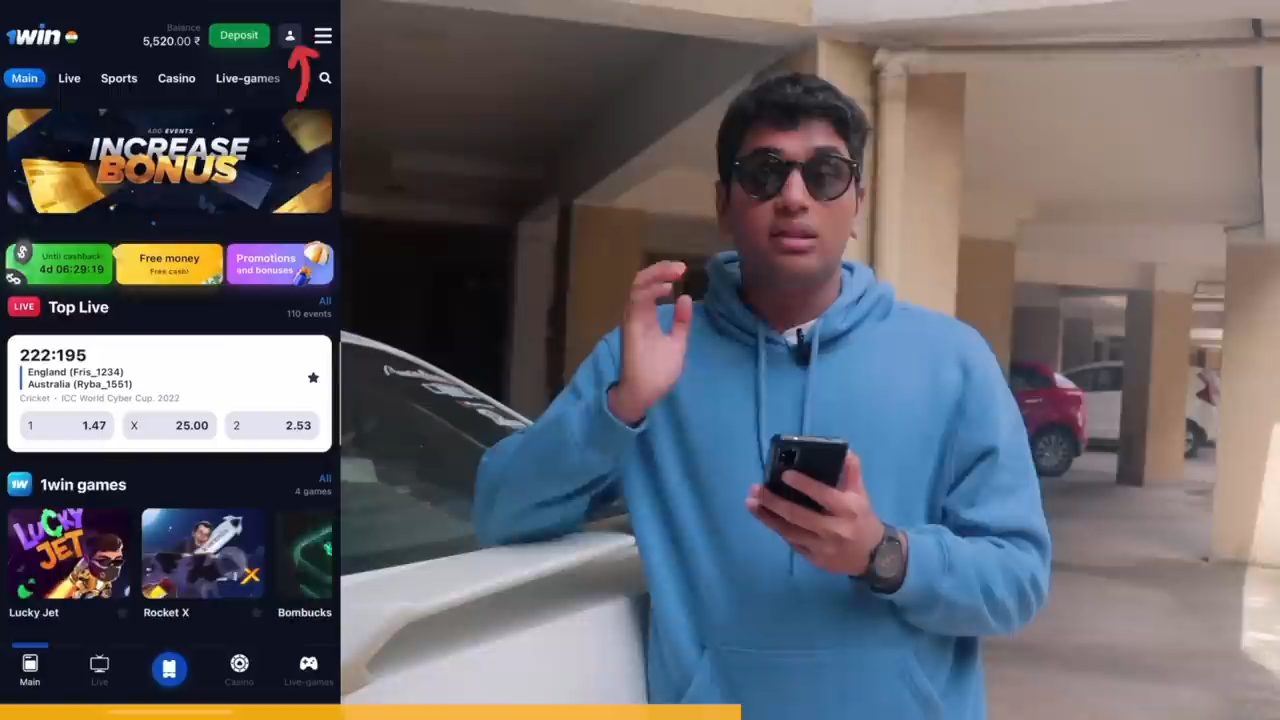 1win
Balance
5,520.00 ₹
Deposit
Main
Live
Sports
Casino
Live-games
ADD EVENTS
INCREASE
BONUS
Until cashback:
4d 06:29:19
Free money
Free cash!
Promotions
and bonuses
LIVE
Top Live
All
110 events
222:195
England (Fris_1234)
Australia (Ryba_1551)
Cricket • ICC World Cyber Cup. 2022
1 1.47
X 25.00
2 2.53
1W
1win games
All
4 games
LUCKY
JET
X
Lucky Jet
Rocket X
Bombucks
Main
Live
Casino
Live-games